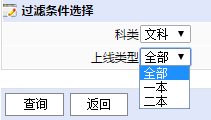 过滤条件选择
科类 文科
上线类型 全部
全部
一本
二本
查询 返回